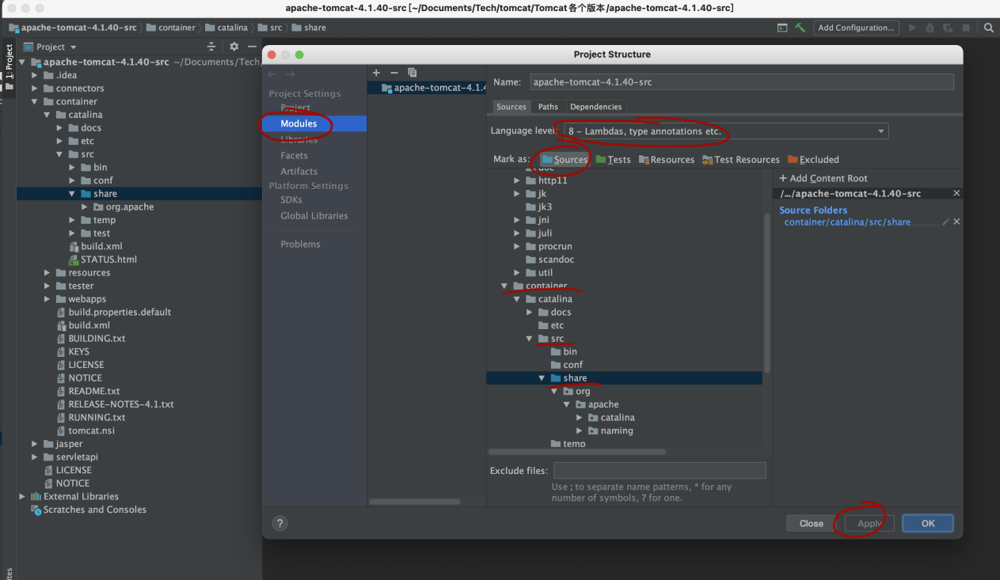 apache-tomcat-4.1.40-src [~/Documents/Tech/tomcat/Tomcat各个版本/apache-tomcat-4.1.40-src]
apache-tomcat-4.1.40-src 〉 container 〉 catalina 〉 src 〉 share
Add Configuration...
1: Project
Project
apache-tomcat-4.1.40-src ~/Documents/Tech
.idea
connectors
container
catalina
docs
etc
src
bin
conf
share
org.apache
temp
test
build.xml
STATUS.html
resources
tester
webapps
build.properties.default
build.xml
BUILDING.txt
KEYS
LICENSE
NOTICE
README.txt
RELEASE-NOTES-4.1.txt
RUNNING.txt
tomcat.nsi
jasper
servletapi
LICENSE
NOTICE
External Libraries
Scratches and Consoles
Project Structure
Project Settings
Project
Modules
Libraries
Facets
Artifacts
Platform Settings
SDKs
Global Libraries
Problems
apache-tomcat-4.1.4
Name: apache-tomcat-4.1.40-src
Sources Paths Dependencies
Language level: 8 – Lambdas, type annotations etc.
Mark as: Sources Tests Resources Test Resources Excluded
doc
http11
jk
jk3
jni
juli
procrun
scandoc
util
container
catalina
docs
etc
src
bin
conf
share
org
apache
catalina
naming
temp
+ Add Content Root
/.../apache-tomcat-4.1.40-src
Source Folders
container/catalina/src/share
Exclude files:
Use ; to separate name patterns, * for any
number of symbols, ? for one.
?
Close Apply OK